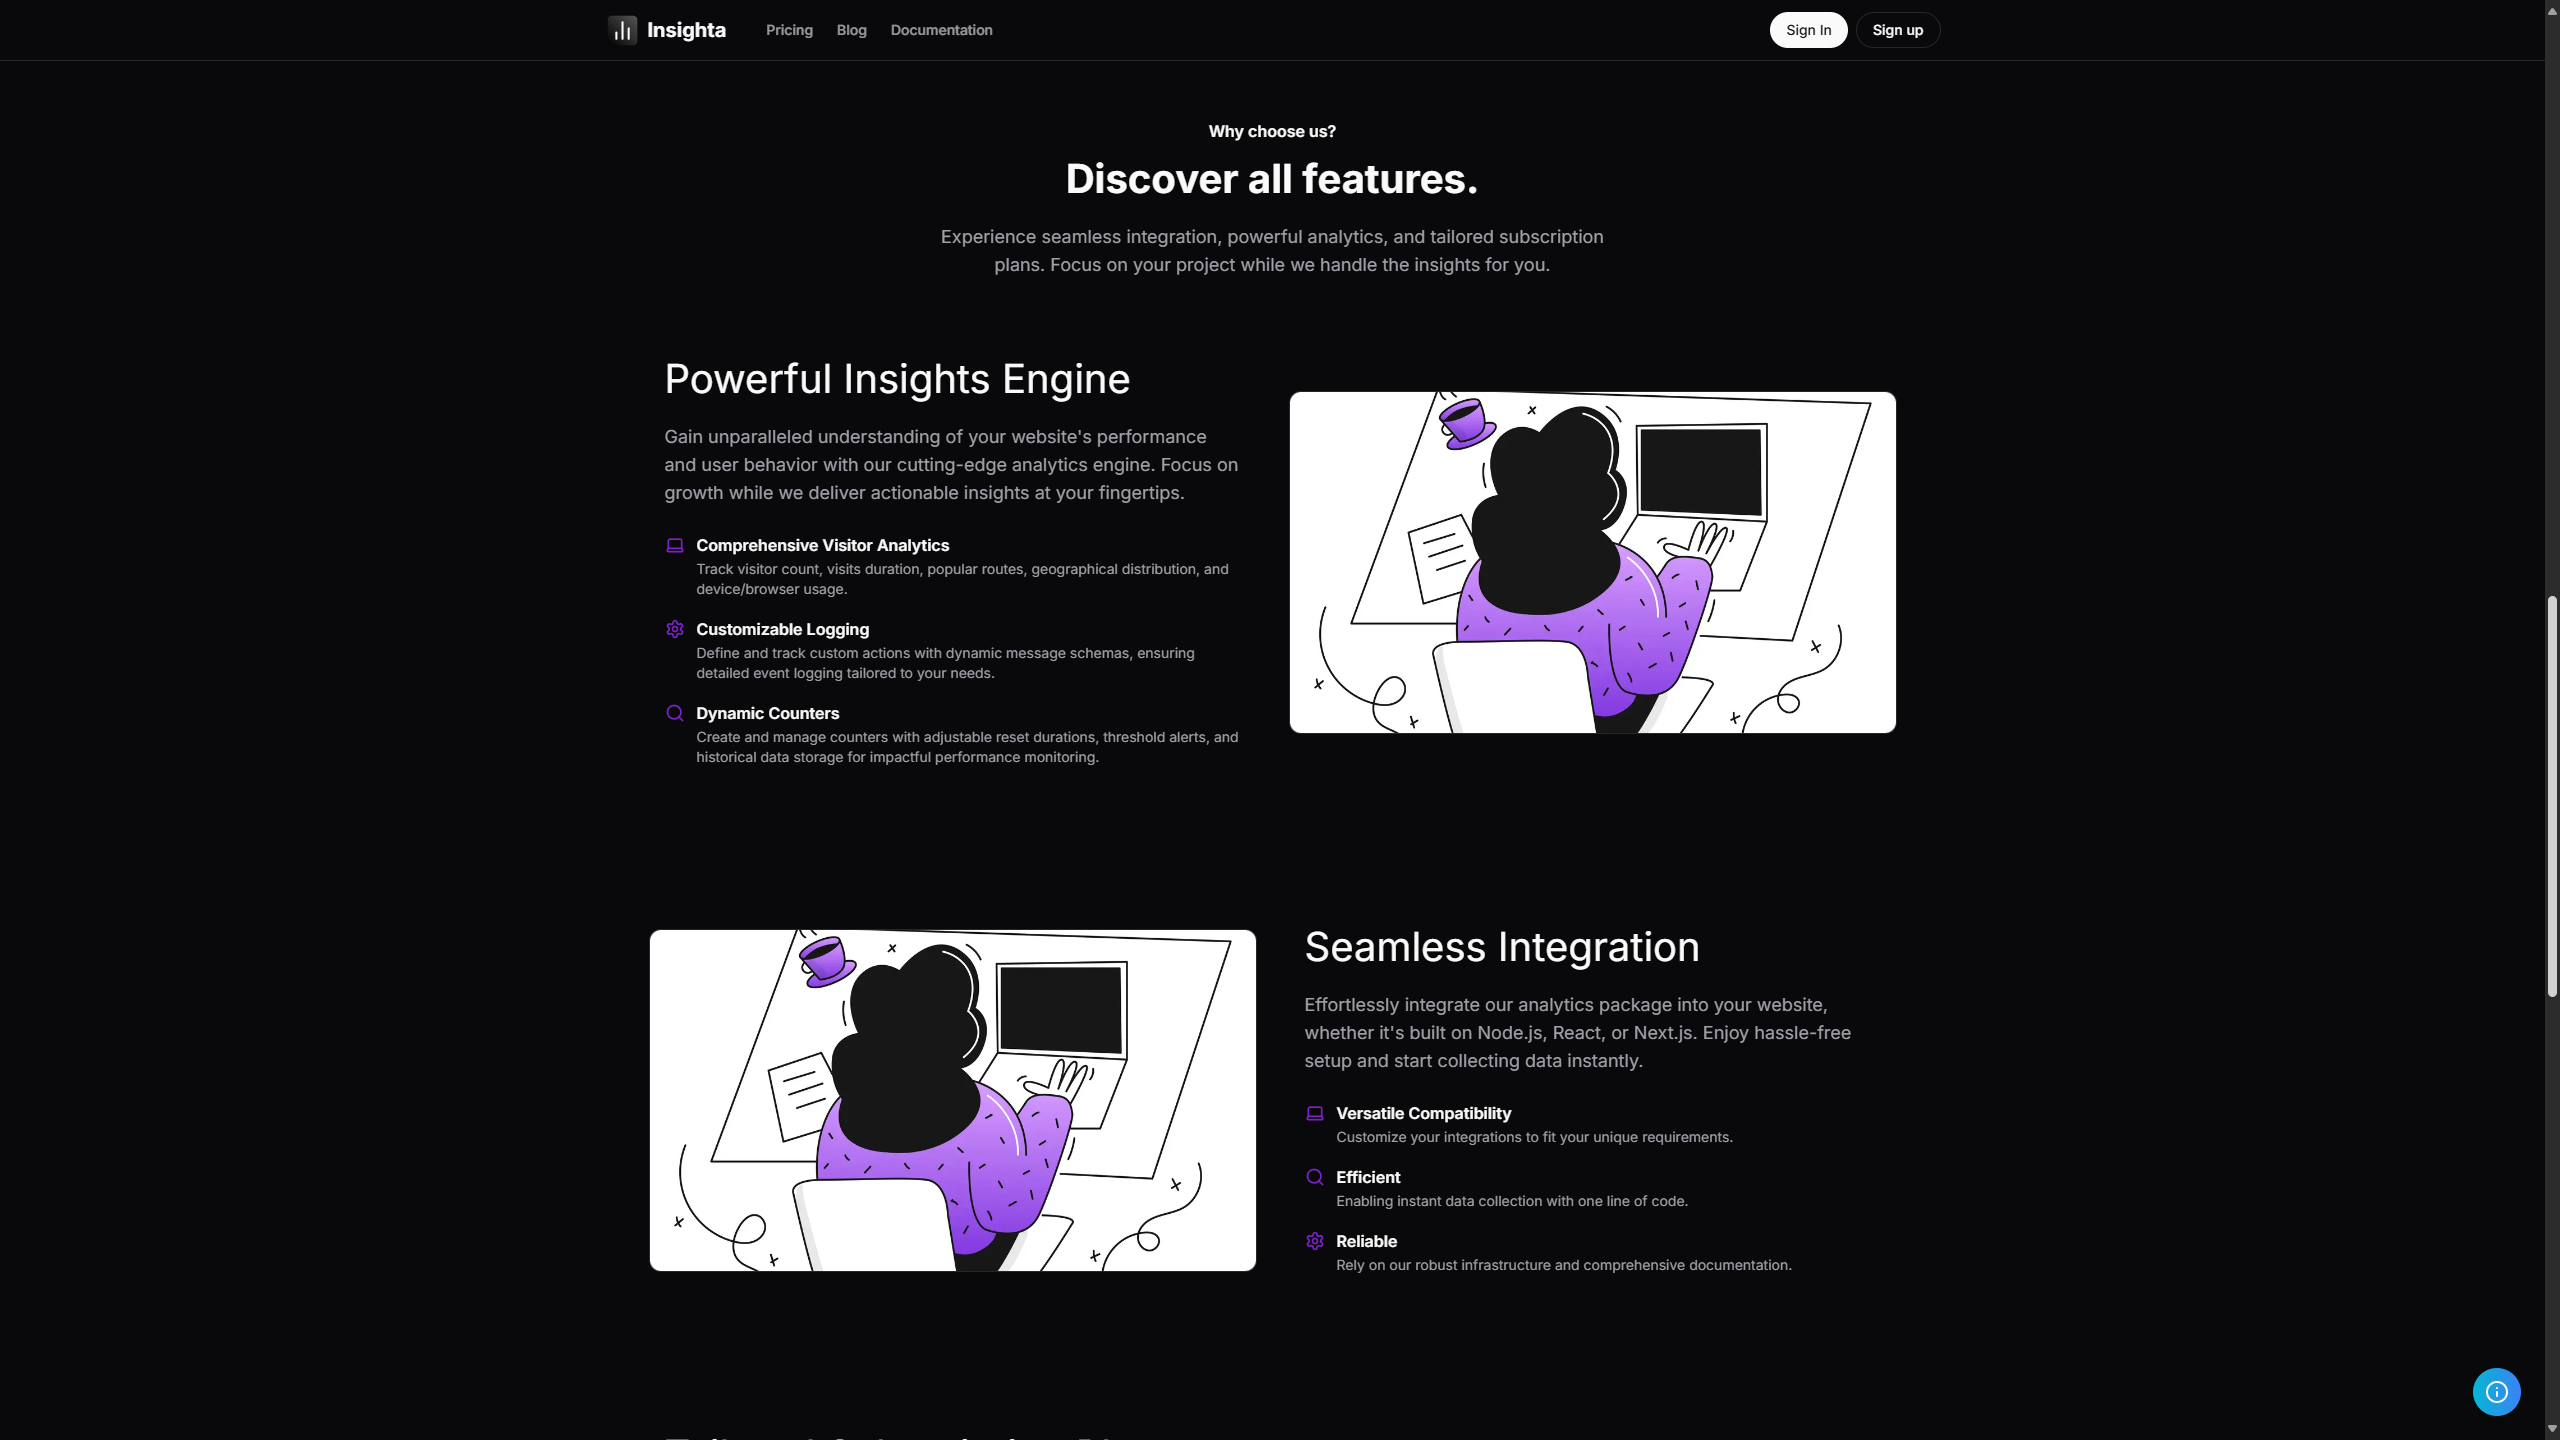 Insighta
Pricing
Blog
Documentation
Sign In
Sign up
Why choose us?
Discover all features.
Experience seamless integration, powerful analytics, and tailored subscription
plans. Focus on your project while we handle the insights for you.
Powerful Insights Engine
Gain unparalleled understanding of your website's performance
and user behavior with our cutting-edge analytics engine. Focus on
growth while we deliver actionable insights at your fingertips.
Comprehensive Visitor Analytics
Track visitor count, visits duration, popular routes, geographical distribution, and
device/browser usage.
Customizable Logging
Define and track custom actions with dynamic message schemas, ensuring
detailed event logging tailored to your needs.
Dynamic Counters
Create and manage counters with adjustable reset durations, threshold alerts, and
historical data storage for impactful performance monitoring.
Seamless Integration
Effortlessly integrate our analytics package into your website,
whether it's built on Node.js, React, or Next.js. Enjoy hassle-free
setup and start collecting data instantly.
Versatile Compatibility
Customize your integrations to fit your unique requirements.
Efficient
Enabling instant data collection with one line of code.
Reliable
Rely on our robust infrastructure and comprehensive documentation.